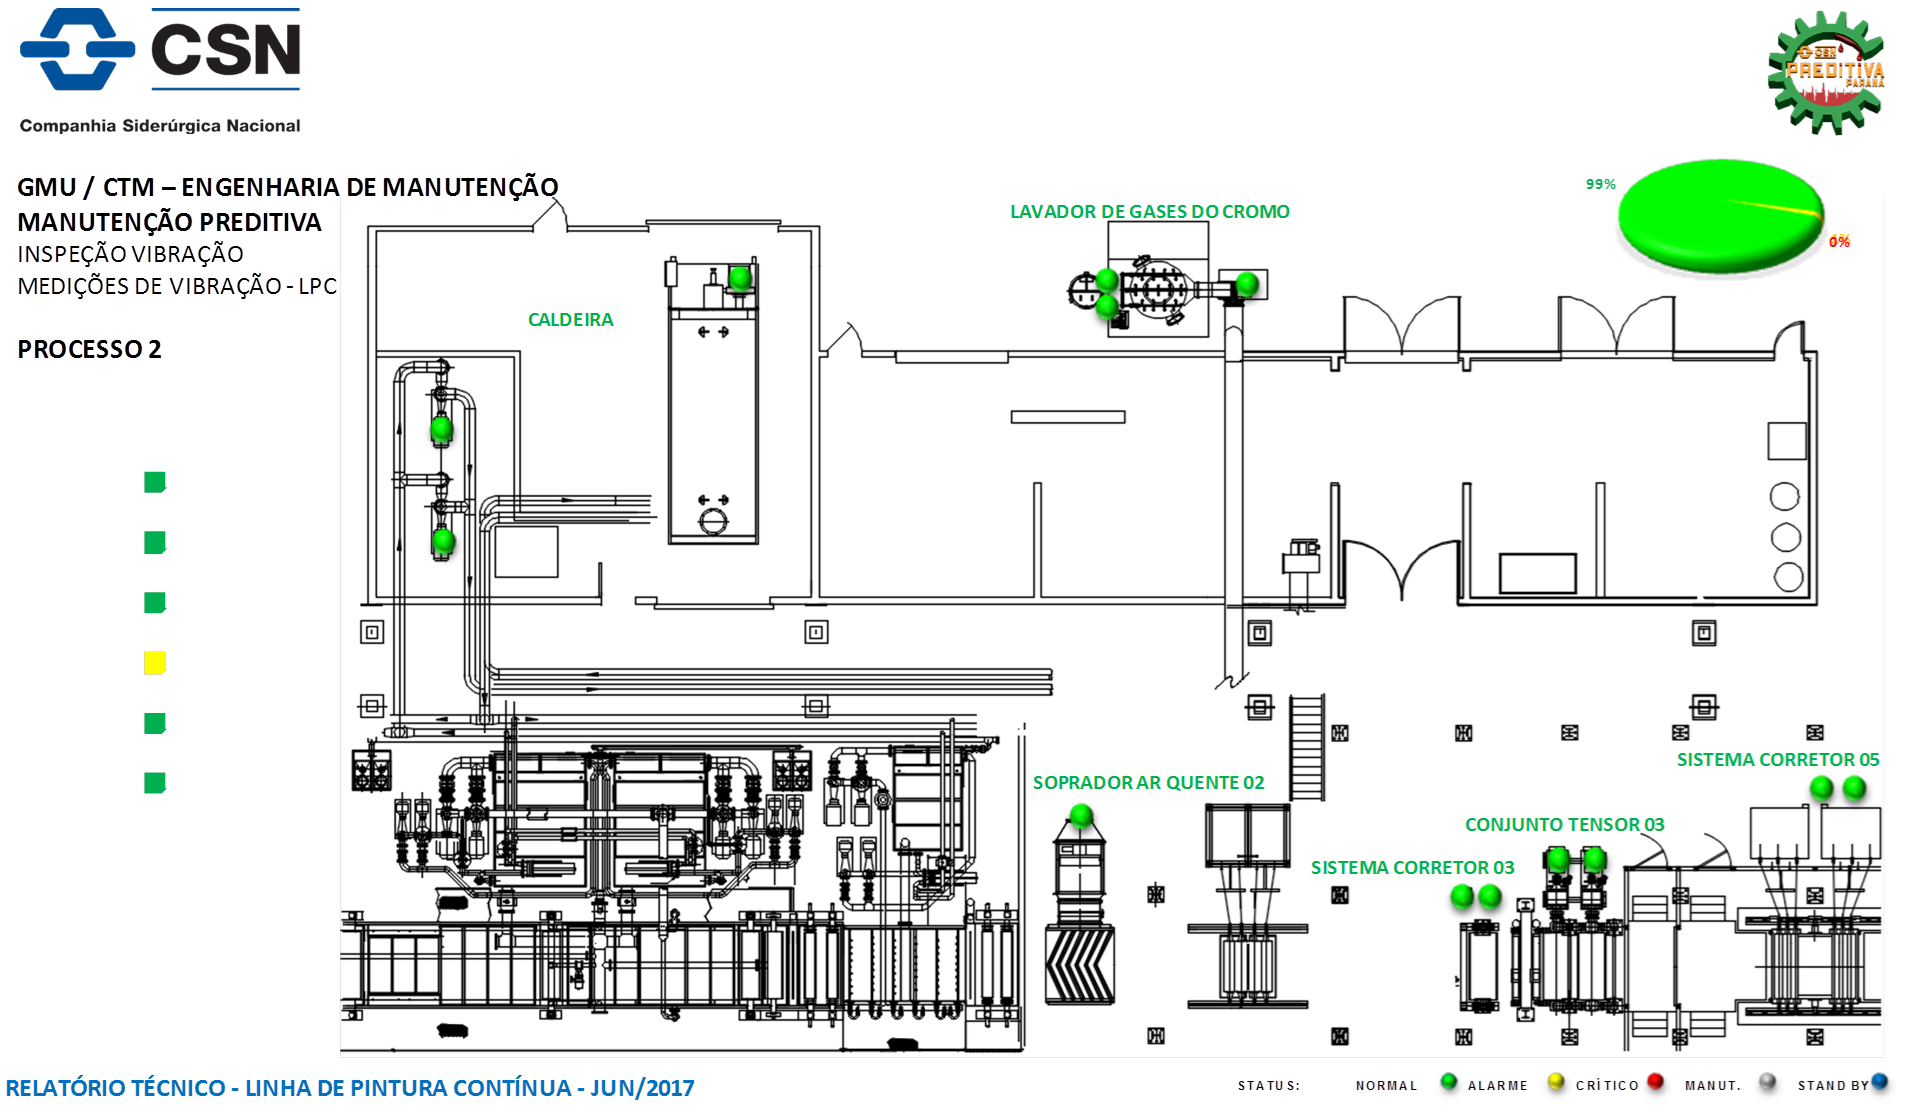 CSN
Companhia Siderúrgica Nacional
CSN
PREDITIVA
PARANÁ
GMU / CTM – ENGENHARIA DE MANUTENÇÃO
MANUTENÇÃO PREDITIVA
INSPEÇÃO VIBRAÇÃO
MEDIÇÕES DE VIBRAÇÃO - LPC
PROCESSO 2
99%
0%
LAVADOR DE GASES DO CROMO
CALDEIRA
SOPRADOR AR QUENTE 02
SISTEMA CORRETOR 05
CONJUNTO TENSOR 03
SISTEMA CORRETOR 03
RELATÓRIO TÉCNICO - LINHA DE PINTURA CONTÍNUA - JUN/2017
STATUS: NORMAL ALARME CRÍTICO MANUT. STAND BY